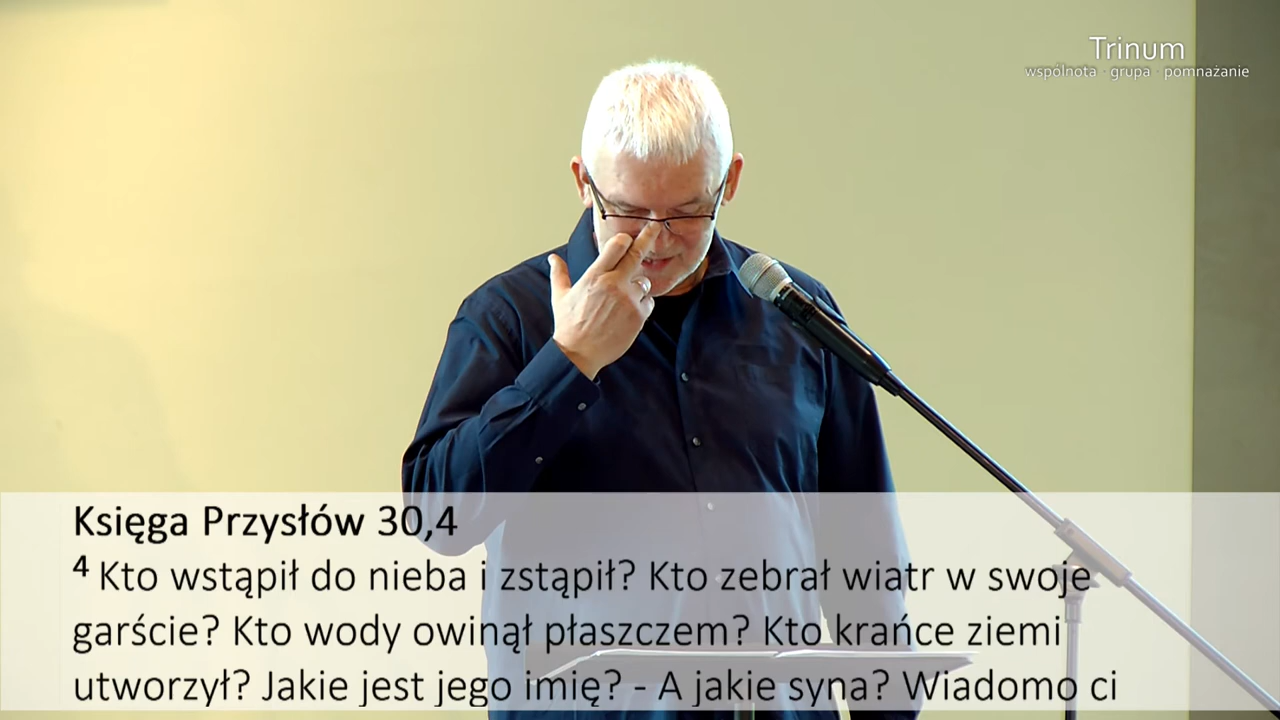 Trinum
wspólnota · grupa · pomnażanie
Księga Przysłów 30,4
4 Kto wstąpił do nieba i zstąpił? Kto zebrał wiatr w swoje
garście? Kto wody owinął płaszczem? Kto krańce ziemi
utworzył? Jakie jest jego imię? - A jakie syna? Wiadomo ci